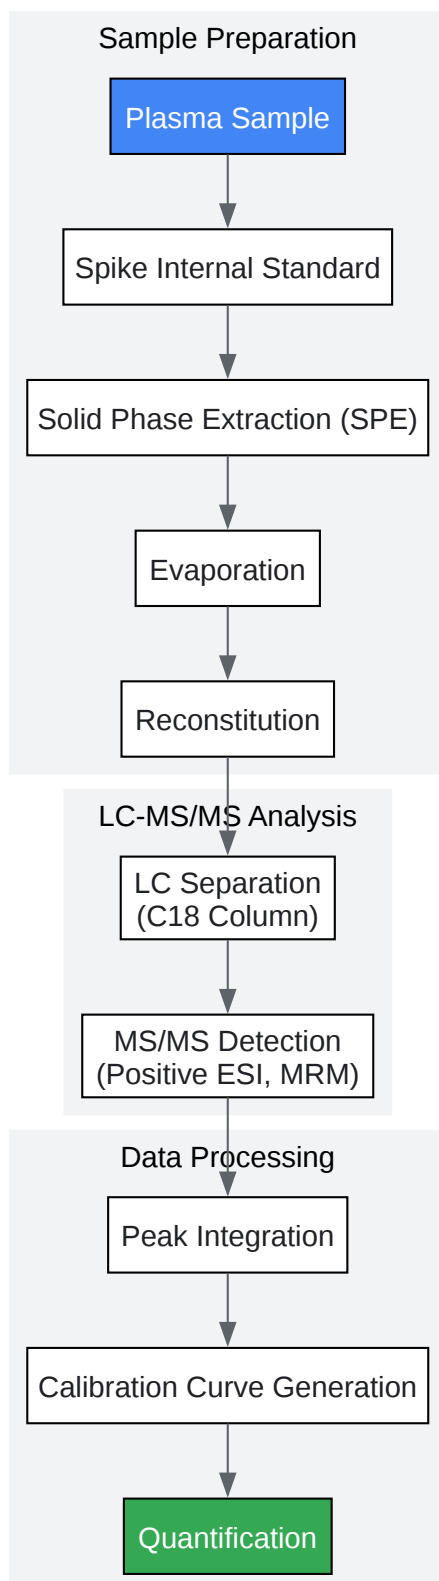 Sample Preparation
Plasma Sample
Spike Internal Standard
Solid Phase Extraction (SPE)
Evaporation
Reconstitution
LC-MS/MS Analysis
LC Separation
(C18 Column)
MS/MS Detection
(Positive ESI, MRM)
Data Processing
Peak Integration
Calibration Curve Generation
Quantification